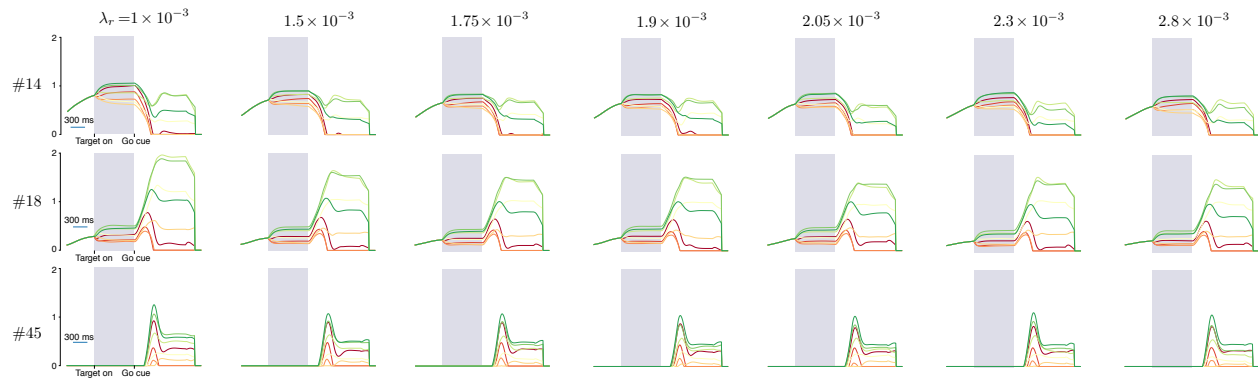 λ_r = 1 × 10⁻³ 1.5 × 10⁻³ 1.75 × 10⁻³ 1.9 × 10⁻³ 2.05 × 10⁻³ 2.3 × 10⁻³ 2.8 × 10⁻³
2
#14
1
300 ms
0
Target on Go cue
2
#18
1
300 ms
0
Target on Go cue
2
#45
1
300 ms
0
Target on Go cue